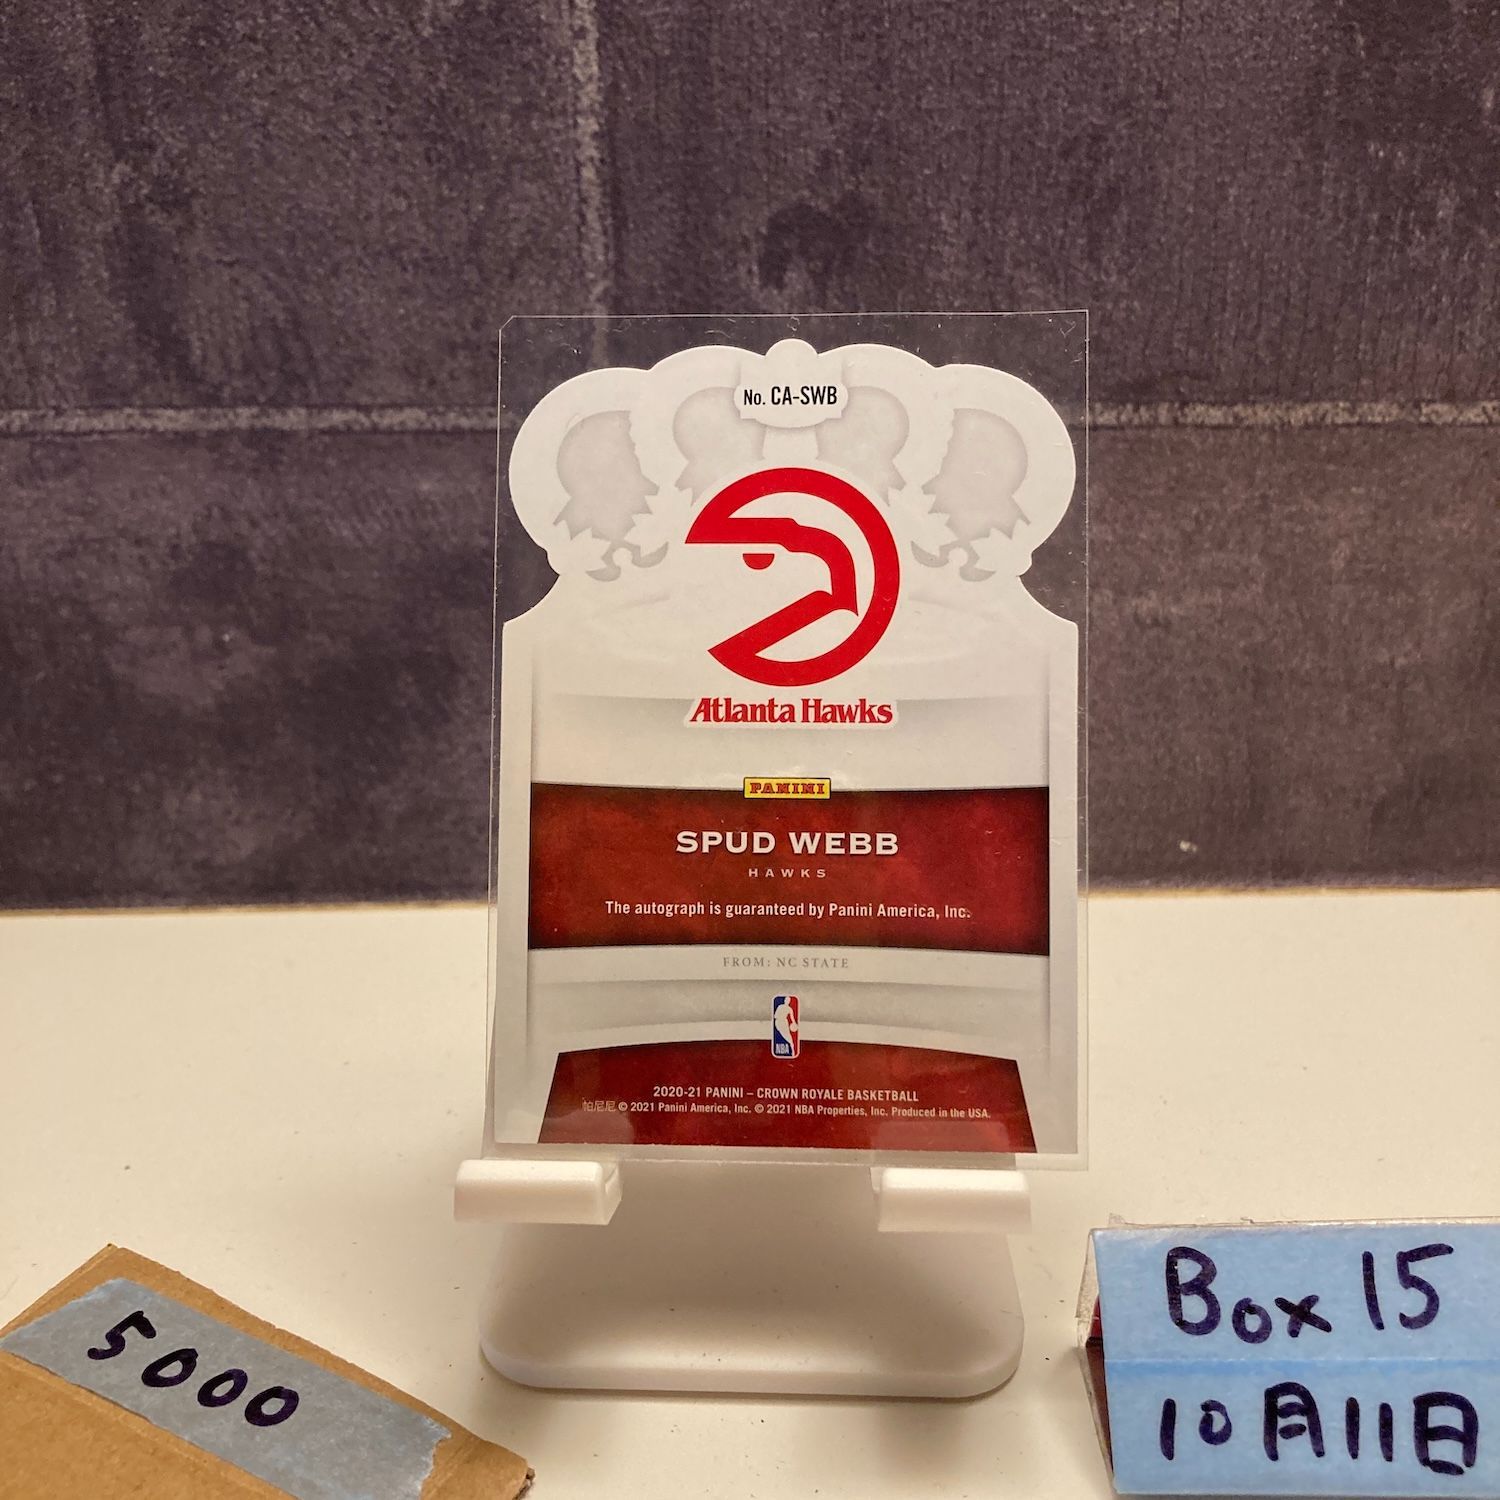 No. CA-SWB
Atlanta Hawks
PANINI
SPUD WEBB
HAWKS
The autograph is guaranteed by Panini America, Inc.
FROM: NC STATE
NBA
2020-21 PANINI – CROWN ROYALE BASKETBALL
帕尼尼 © 2021 Panini America, Inc. © 2021 NBA Properties, Inc. Produced in the USA.
5000
Box 15
10月11日